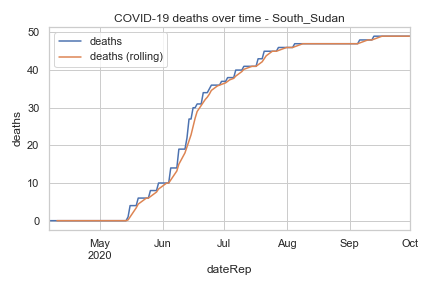 COVID-19 deaths over time - South_Sudan
deaths
deaths (rolling)
50
40
30
20
10
0
deaths
May
2020
Jun
Jul
Aug
Sep
Oct
dateRep